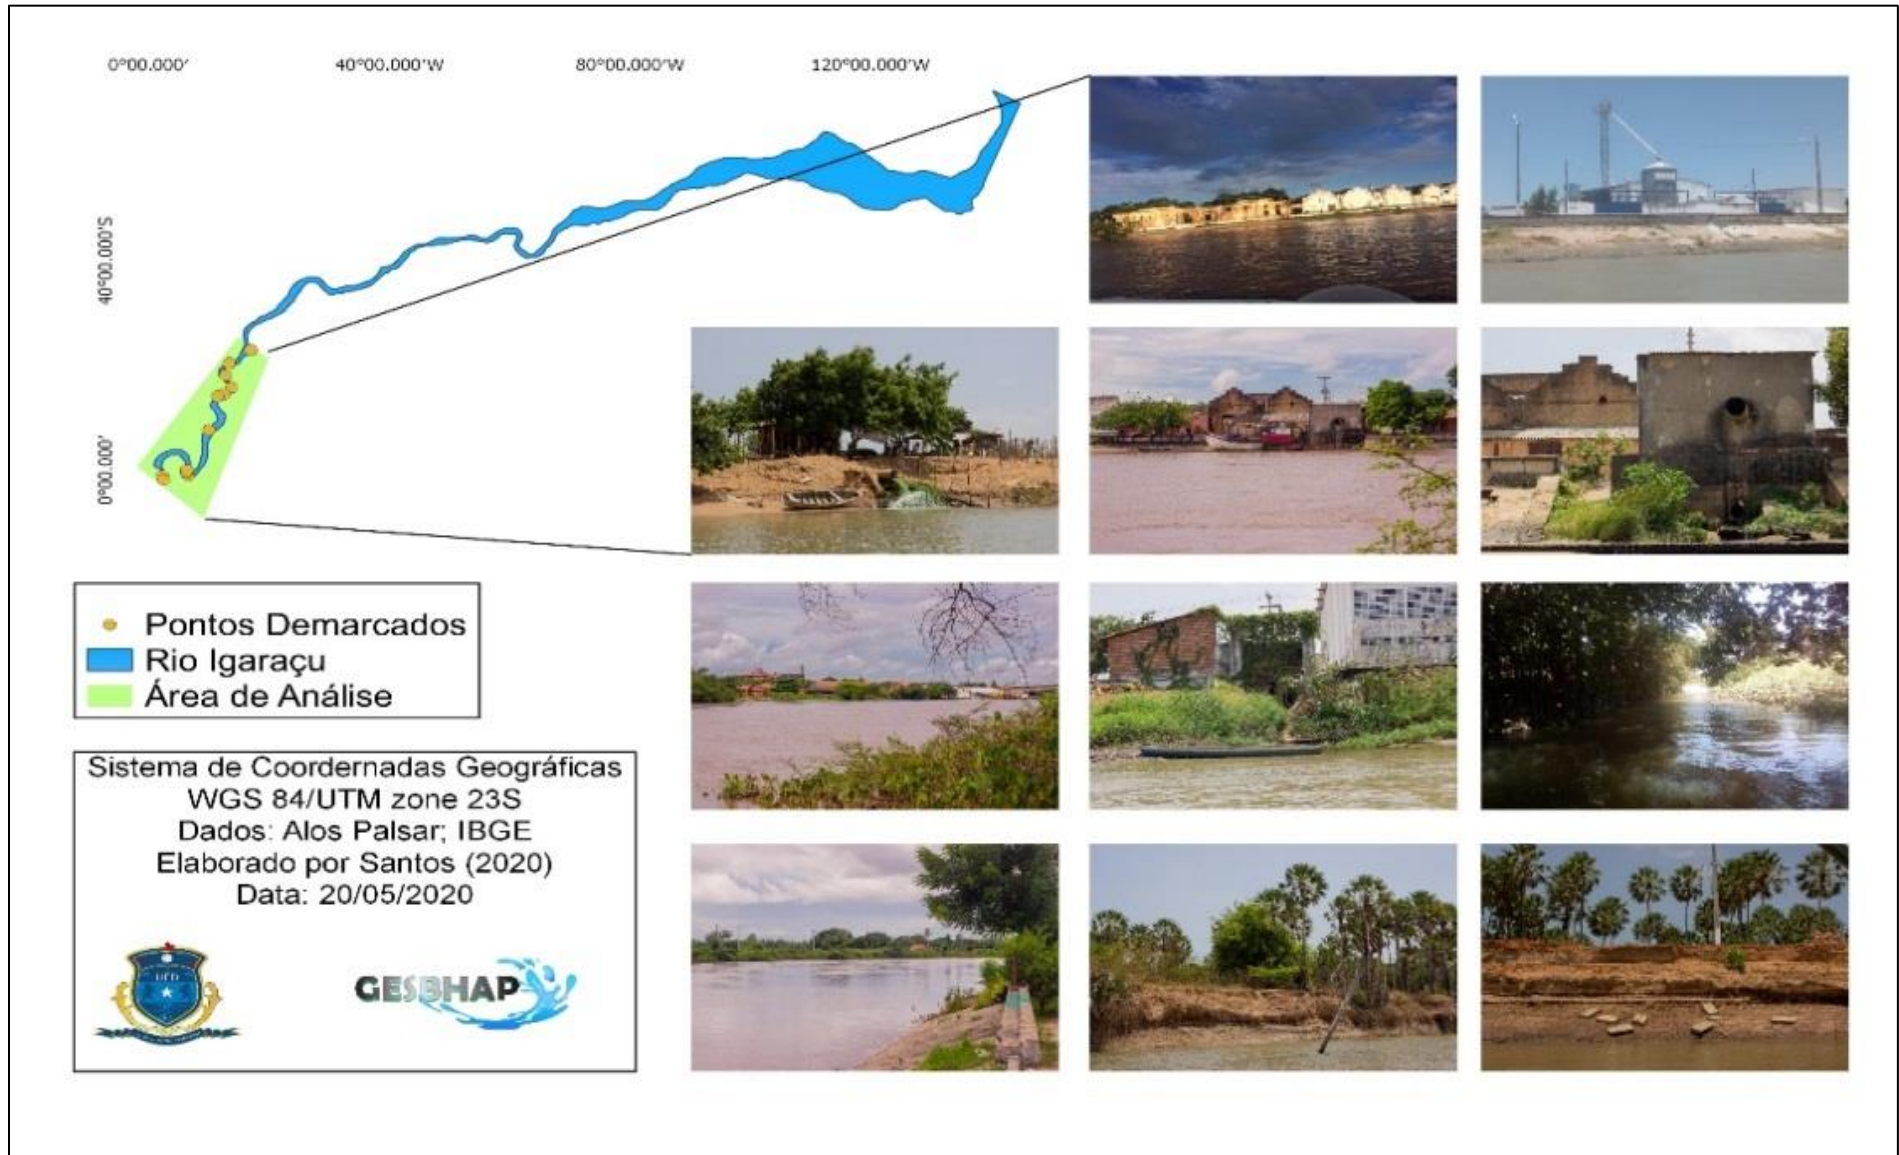 0°00.000′ 40°00.000′W 80°00.000′W 120°00.000′W
40°00.000′S
0°00.000′
Pontos Demarcados
Rio Igaraçu
Área de Análise
Sistema de Coordernadas Geográficas
WGS 84/UTM zone 23S
Dados: Alos Palsar; IBGE
Elaborado por Santos (2020)
Data: 20/05/2020
GESBHAP